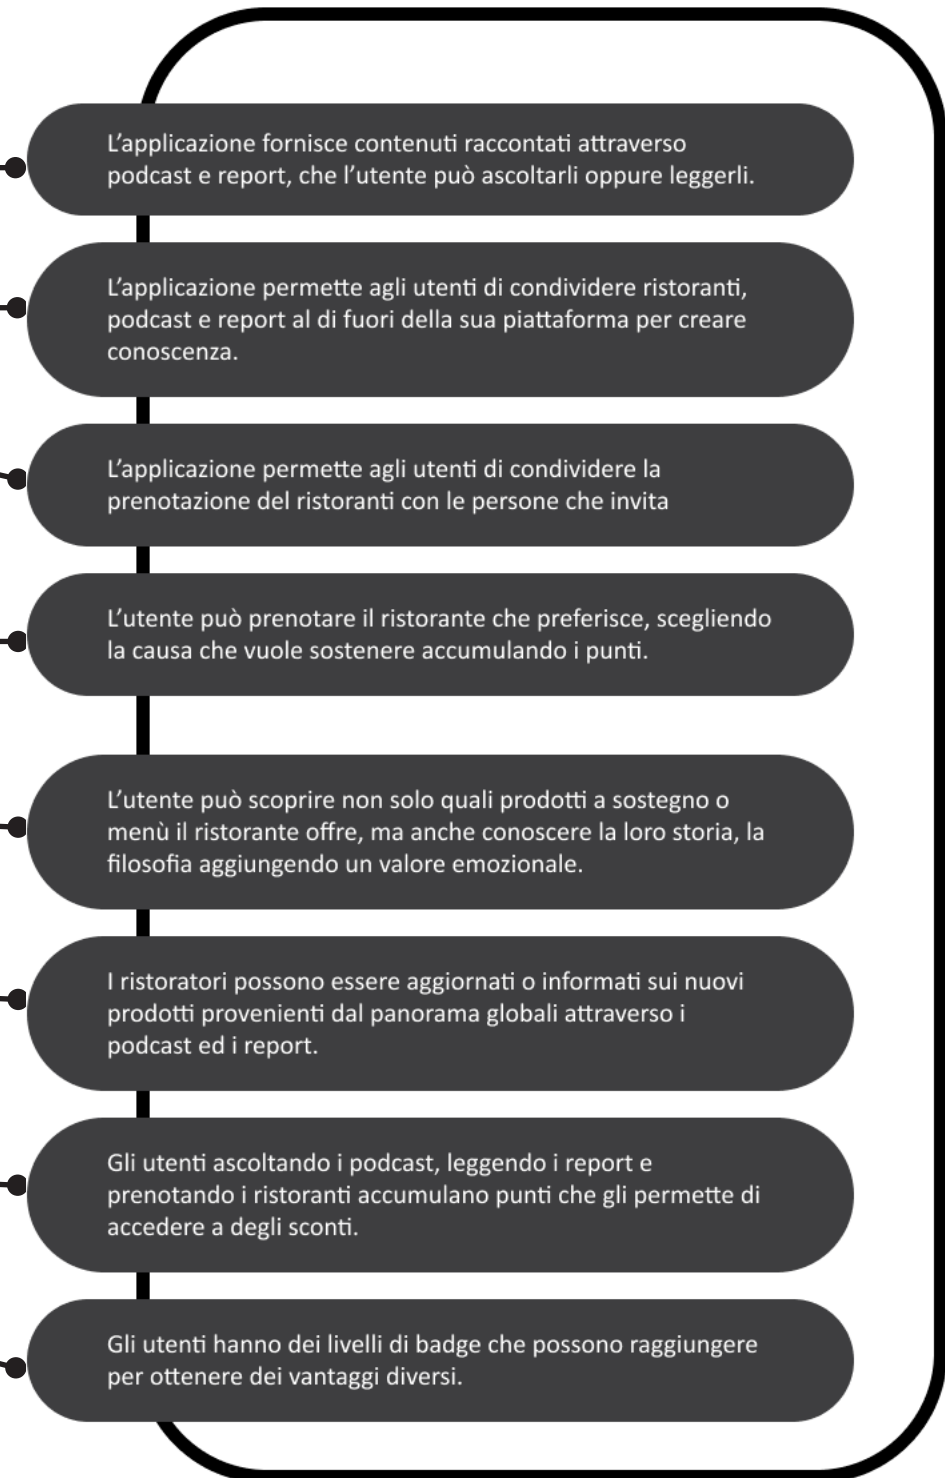 L’applicazione fornisce contenuti raccontati attraverso
podcast e report, che l’utente può ascoltarli oppure leggerli.
L’applicazione permette agli utenti di condividere ristoranti,
podcast e report al di fuori della sua piattaforma per creare
conoscenza.
L’applicazione permette agli utenti di condividere la
prenotazione del ristoranti con le persone che invita
L’utente può prenotare il ristorante che preferisce, scegliendo
la causa che vuole sostenere accumulando i punti.
L’utente può scoprire non solo quali prodotti a sostegno o
menù il ristorante offre, ma anche conoscere la loro storia, la
filosofia aggiungendo un valore emozionale.
I ristoratori possono essere aggiornati o informati sui nuovi
prodotti provenienti dal panorama globali attraverso i
podcast ed i report.
Gli utenti ascoltando i podcast, leggendo i report e
prenotando i ristoranti accumulano punti che gli permette di
accedere a degli sconti.
Gli utenti hanno dei livelli di badge che possono raggiungere
per ottenere dei vantaggi diversi.